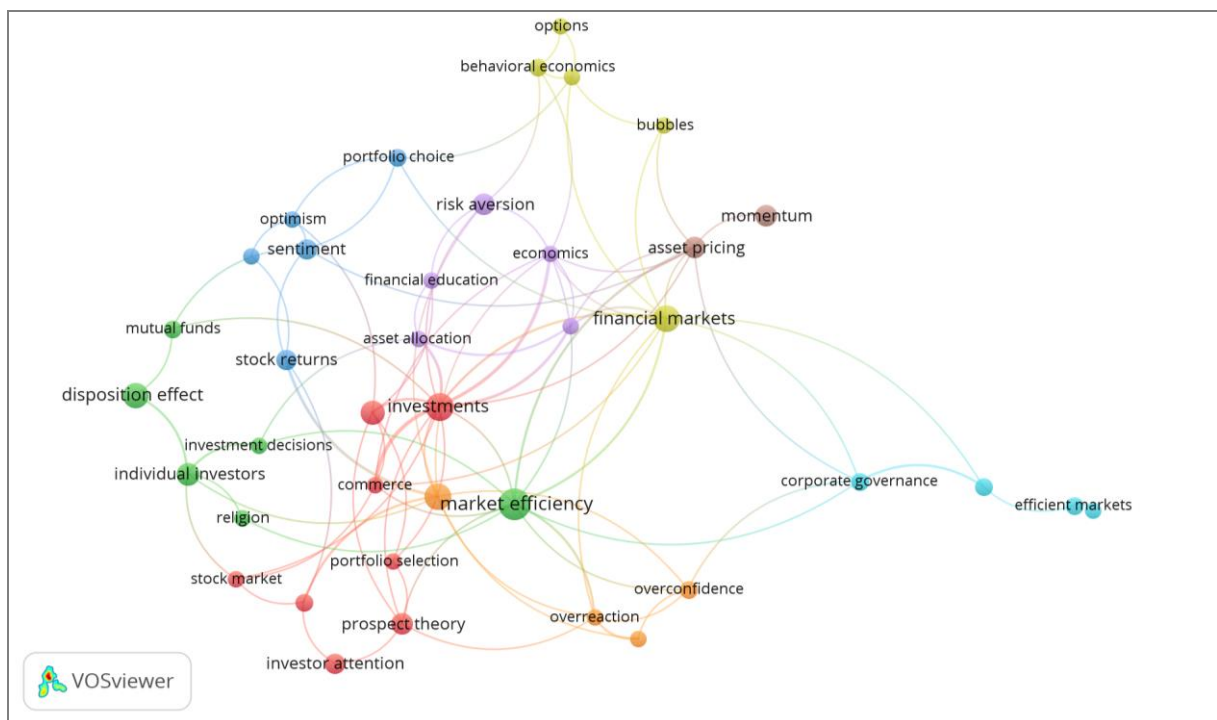 options
behavioral economics
bubbles
portfolio choice
risk aversion
momentum
optimism
sentiment
economics
asset pricing
financial education
financial markets
mutual funds
asset allocation
stock returns
disposition effect
investments
investment decisions
individual investors
commerce
corporate governance
market efficiency
efficient markets
religion
portfolio selection
stock market
overconfidence
overreaction
prospect theory
investor attention
VOSviewer